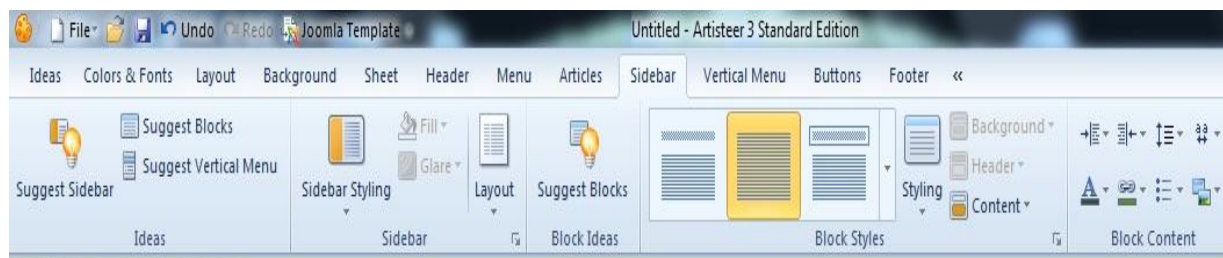 File Undo Redo Joomla Template Untitled - Artisteer 3 Standard Edition
Ideas Colors & Fonts Layout Background Sheet Header Menu Articles Sidebar Vertical Menu Buttons Footer «
Suggest Sidebar
Suggest Blocks
Suggest Vertical Menu
Ideas
Sidebar Styling
Fill
Glare
Layout
Sidebar
Suggest Blocks
Block Ideas
Block Styles
Styling
Background
Header
Content
A
Block Content